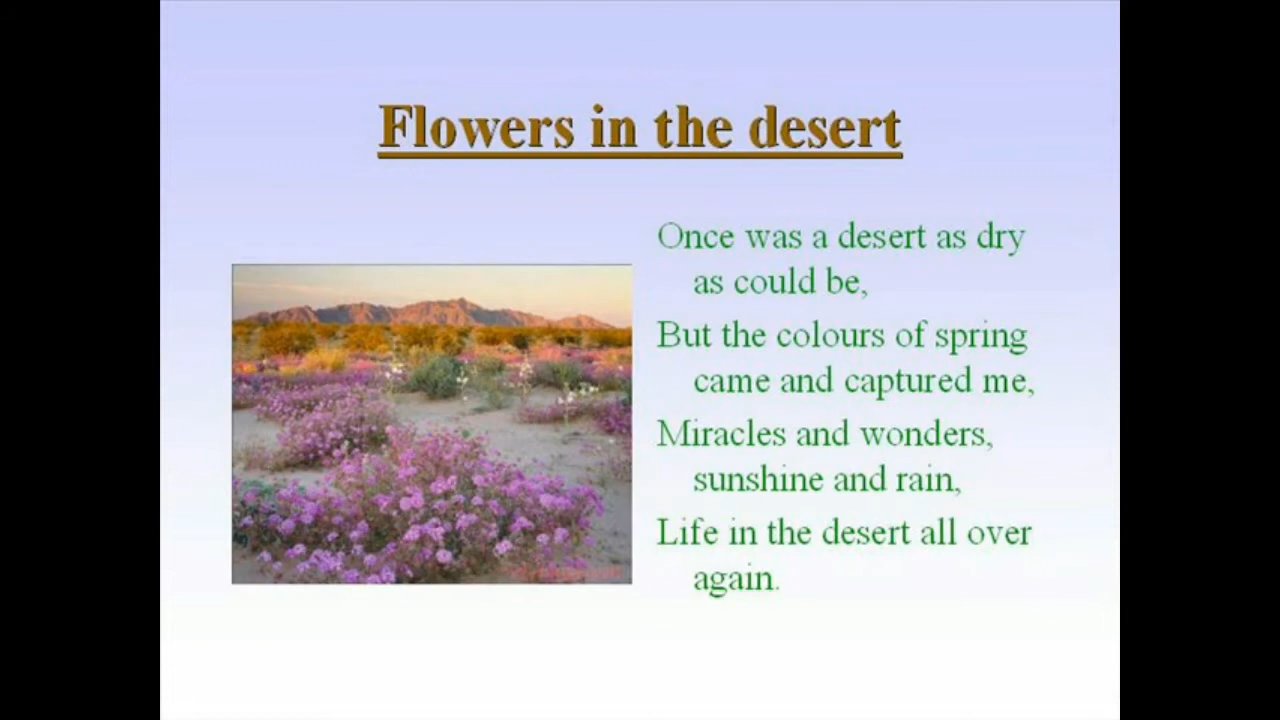 Flowers in the desert
Once was a desert as dry
as could be,
But the colours of spring
came and captured me,
Miracles and wonders,
sunshine and rain,
Life in the desert all over
again.